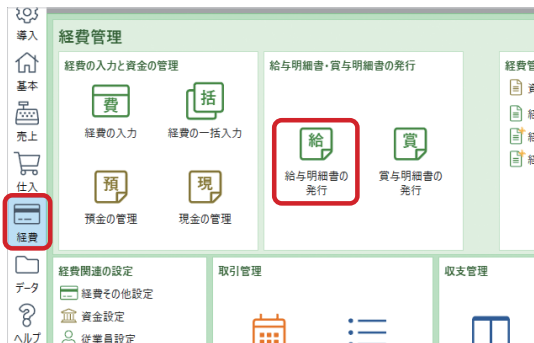 導入
基本
売上
仕入
経費
データ
ヘルプ
経費管理
経費の入力と資金の管理
費
経費の入力
括
経費の一括入力
預
預金の管理
現
現金の管理
給与明細書・賞与明細書の発行
給
給与明細書の
発行
賞
賞与明細書の
発行
経費管
経費関連の設定
経費その他設定
資金設定
従業員設定
取引管理
収支管理